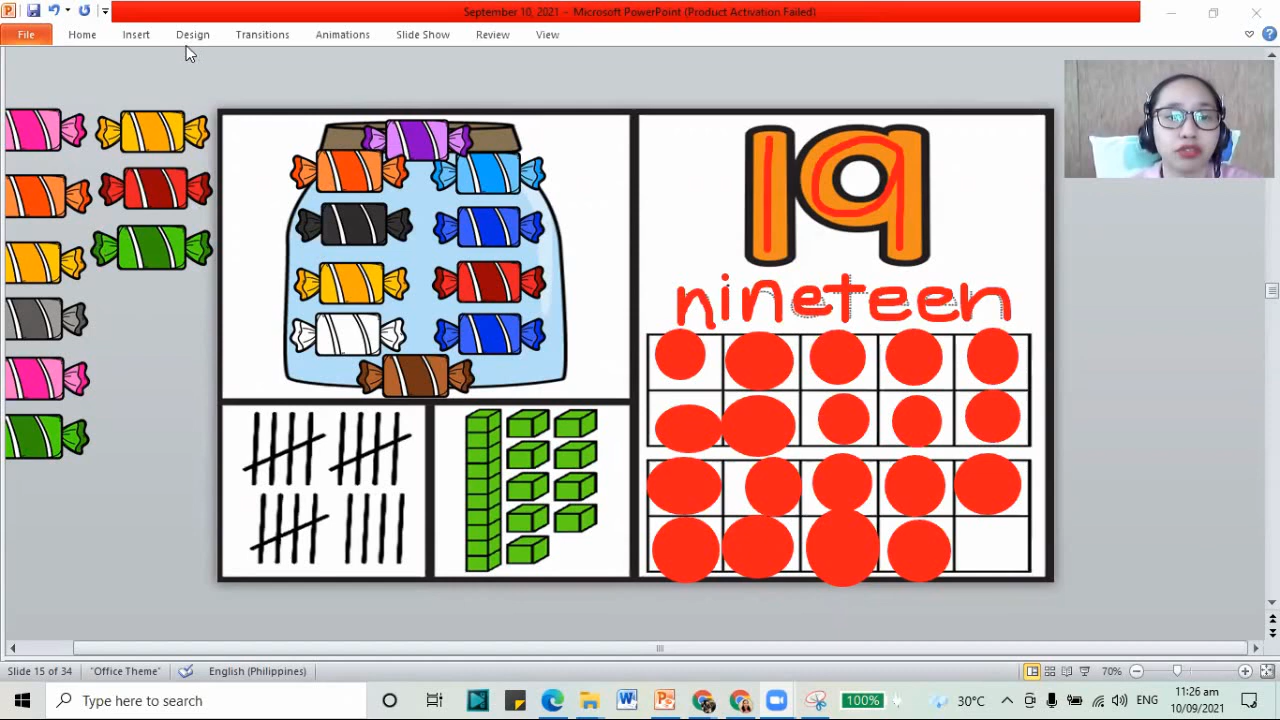 September 10, 2021 - Microsoft PowerPoint (Product Activation Failed)
File Home Insert Design Transitions Animations Slide Show Review View
19
nineteen
Slide 15 of 34 "Office Theme" English (Philippines) 70%
Type here to search 100% 30°C ENG 11:26 am
10/09/2021